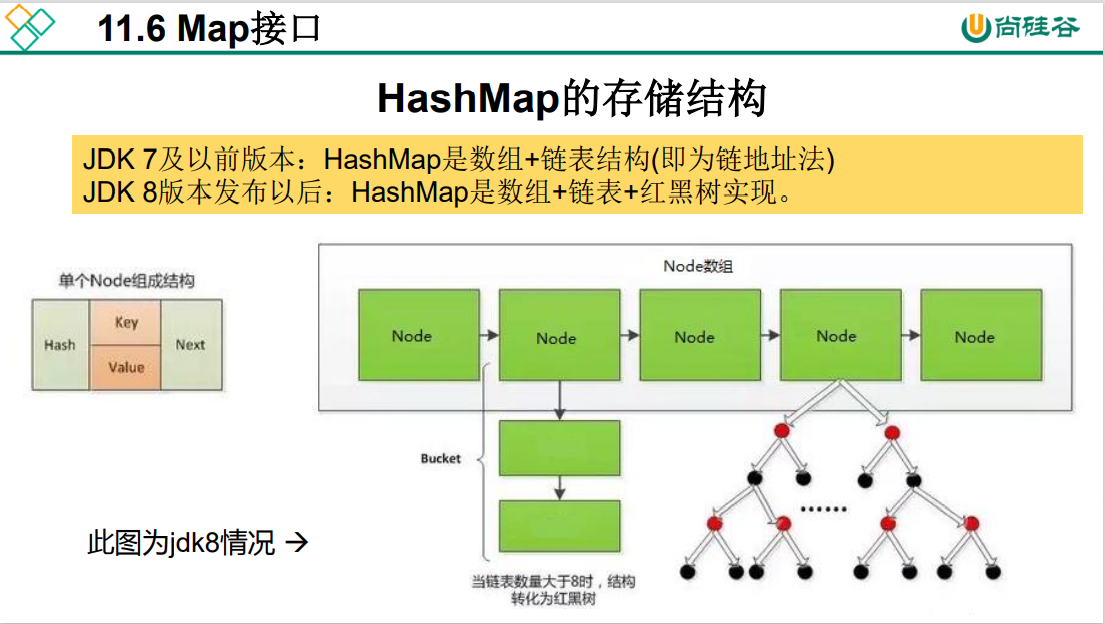 11.6 Map接口
尚硅谷
HashMap的存储结构
JDK 7及以前版本：HashMap是数组+链表结构(即为链地址法)
JDK 8版本发布以后：HashMap是数组+链表+红黑树实现。
单个Node组成结构
Hash
Key
Value
Next
Node数组
Node
Node
Node
Node
Node
Bucket
此图为jdk8情况 →
当链表数量大于8时，结构
转化为红黑树